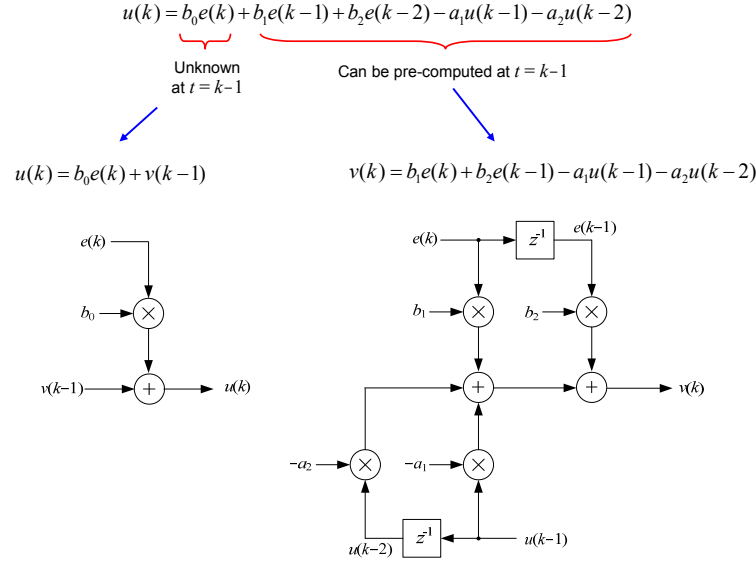 u(k) = b₀e(k) + b₁e(k−1) + b₂e(k−2) − a₁u(k−1) − a₂u(k−2)
Unknown
at t = k−1
Can be pre-computed at t = k−1
u(k) = b₀e(k) + v(k−1)
v(k) = b₁e(k) + b₂e(k−1) − a₁u(k−1) − a₂u(k−2)
e(k)
b₀
×
v(k−1)
+
u(k)
e(k)
z⁻¹
e(k−1)
b₁
×
b₂
×
+
+
v(k)
−a₂
×
−a₁
×
u(k−2)
z⁻¹
u(k−1)